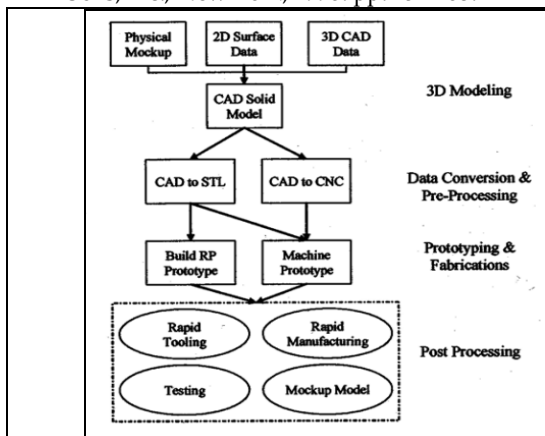 Physical
Mockup
2D Surface
Data
3D CAD
Data
CAD Solid
Model
3D Modeling
CAD to STL
CAD to CNC
Data Conversion &
Pre-Processing
Build RP
Prototype
Machine
Prototype
Prototyping &
Fabrications
Rapid
Tooling
Rapid
Manufacturing
Post Processing
Testing
Mockup Model